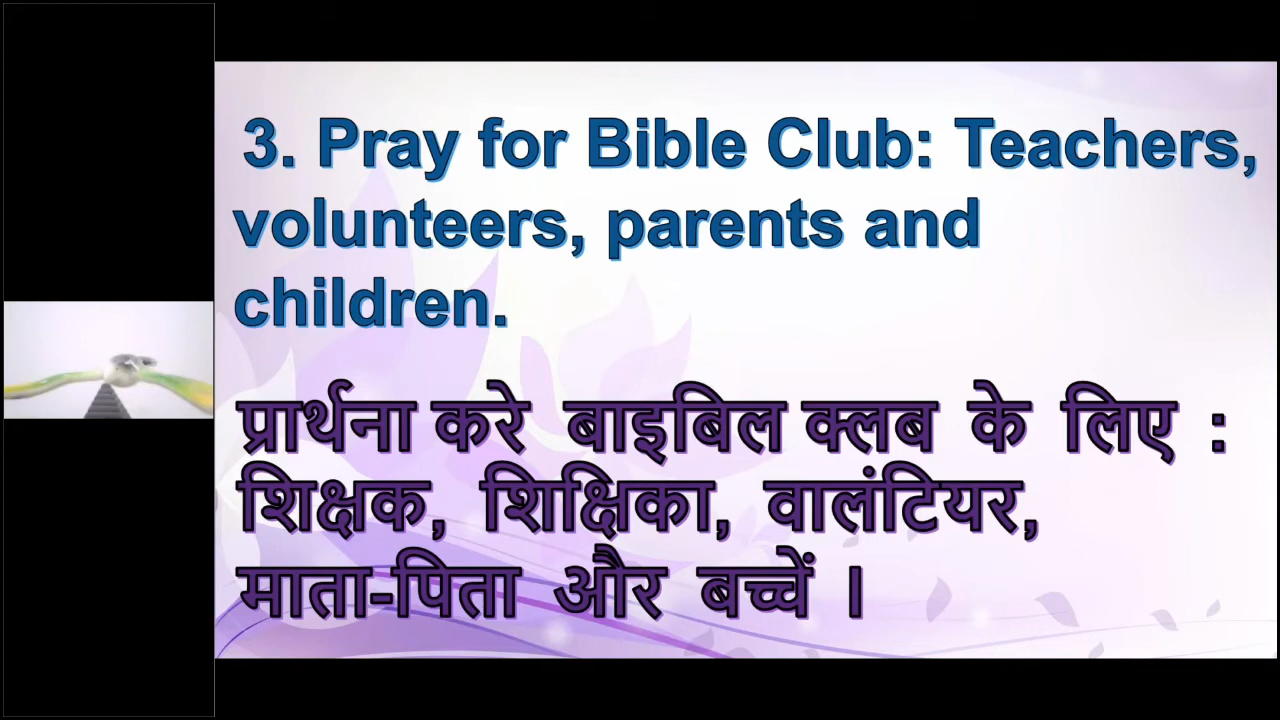 3. Pray for Bible Club: Teachers,
volunteers, parents and
children.
प्रार्थना करे बाइबिल क्लब के लिए :
शिक्षक, शिक्षिका, वालंटियर,
माता-पिता और बच्चें ।